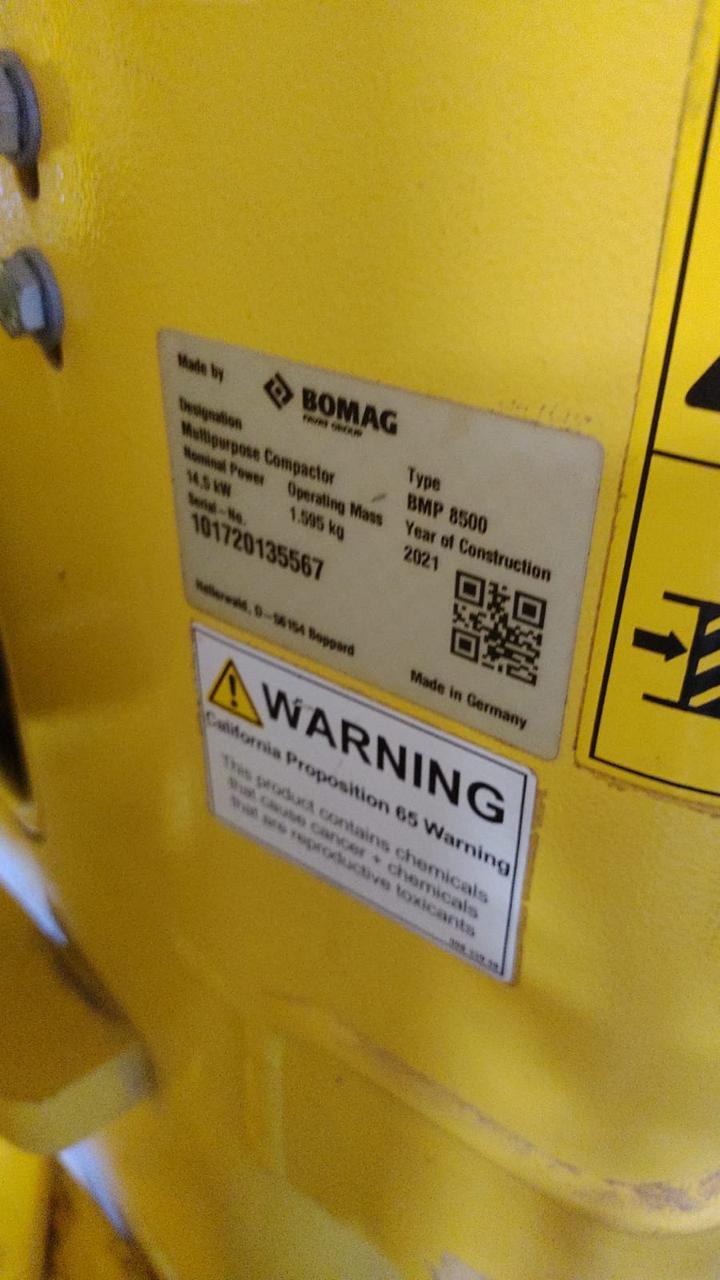 Made by
BOMAG
FAYAT GROUP
Designation
Multipurpose Compactor
Type
BMP 8500
Nominal Power
14,5 kW
Operating Mass
1.595 kg
Year of Construction
2021
Serial-No.
101720135567
Hellerwald, D-56154 Boppard
Made in Germany
WARNING
California Proposition 65 Warning
This product contains chemicals
that cause cancer + chemicals
that are reproductive toxicants